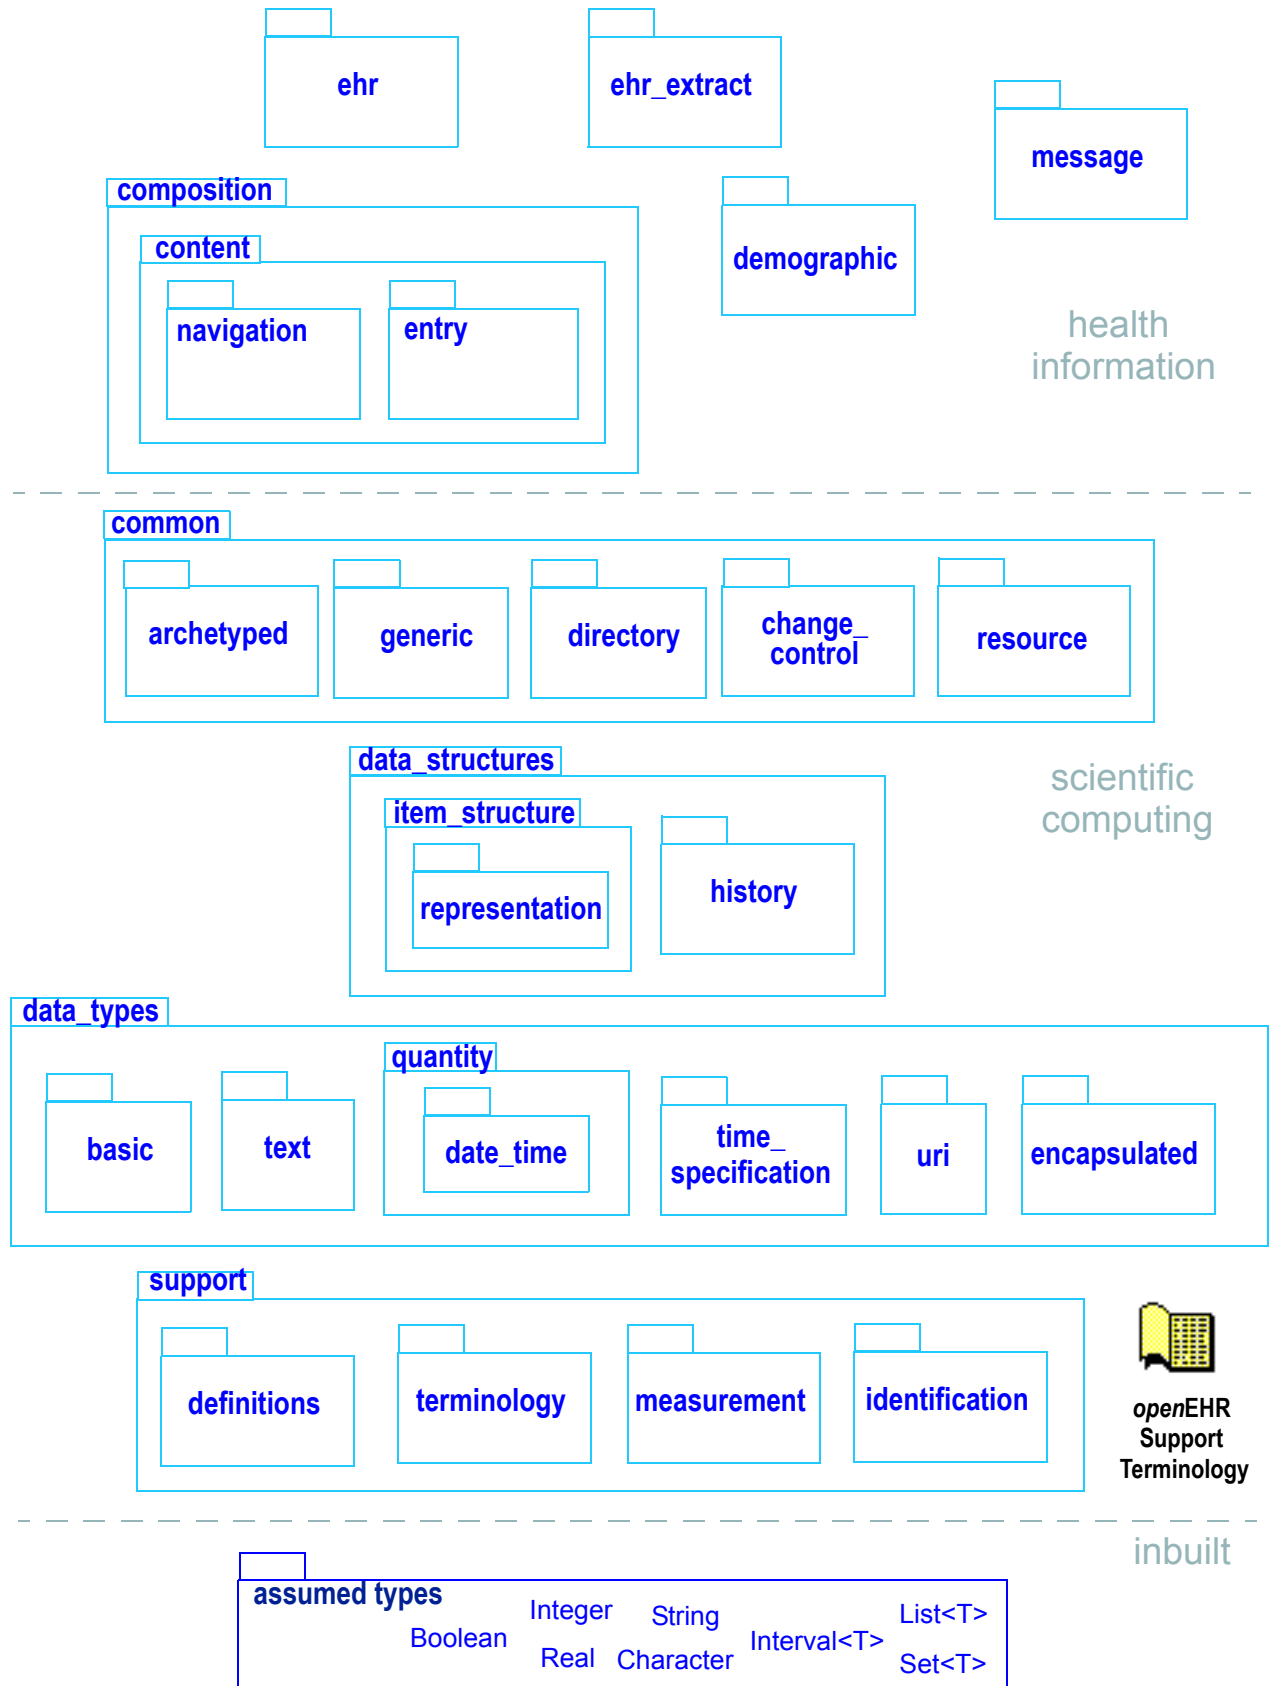 ehr
ehr_extract
message
composition
content
navigation
entry
demographic
health
information
common
archetyped
generic
directory
change_
control
resource
data_structures
item_structure
representation
history
scientific
computing
data_types
basic
text
quantity
date_time
time_
specification
uri
encapsulated
support
definitions
terminology
measurement
identification
openEHR
Support
Terminology
inbuilt
assumed types
Boolean
Integer
Real
String
Character
Interval<T>
List<T>
Set<T>